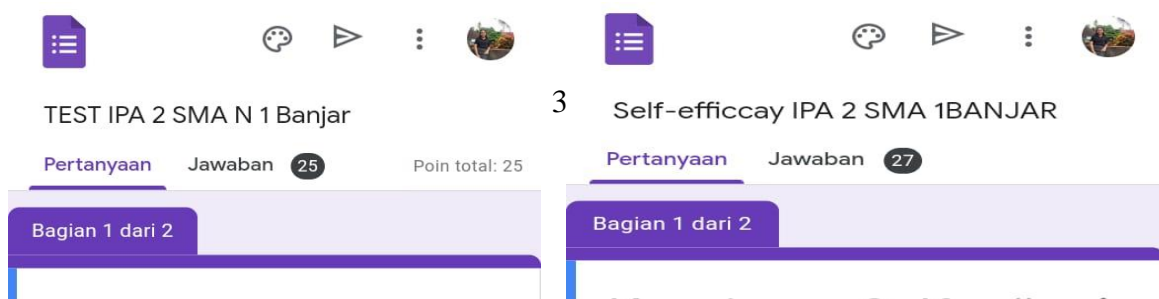 TEST IPA 2 SMA N 1 Banjar
Pertanyaan Jawaban 25 Poin total: 25
Bagian 1 dari 2
3
Self-efficcay IPA 2 SMA 1BANJAR
Pertanyaan Jawaban 27
Bagian 1 dari 2